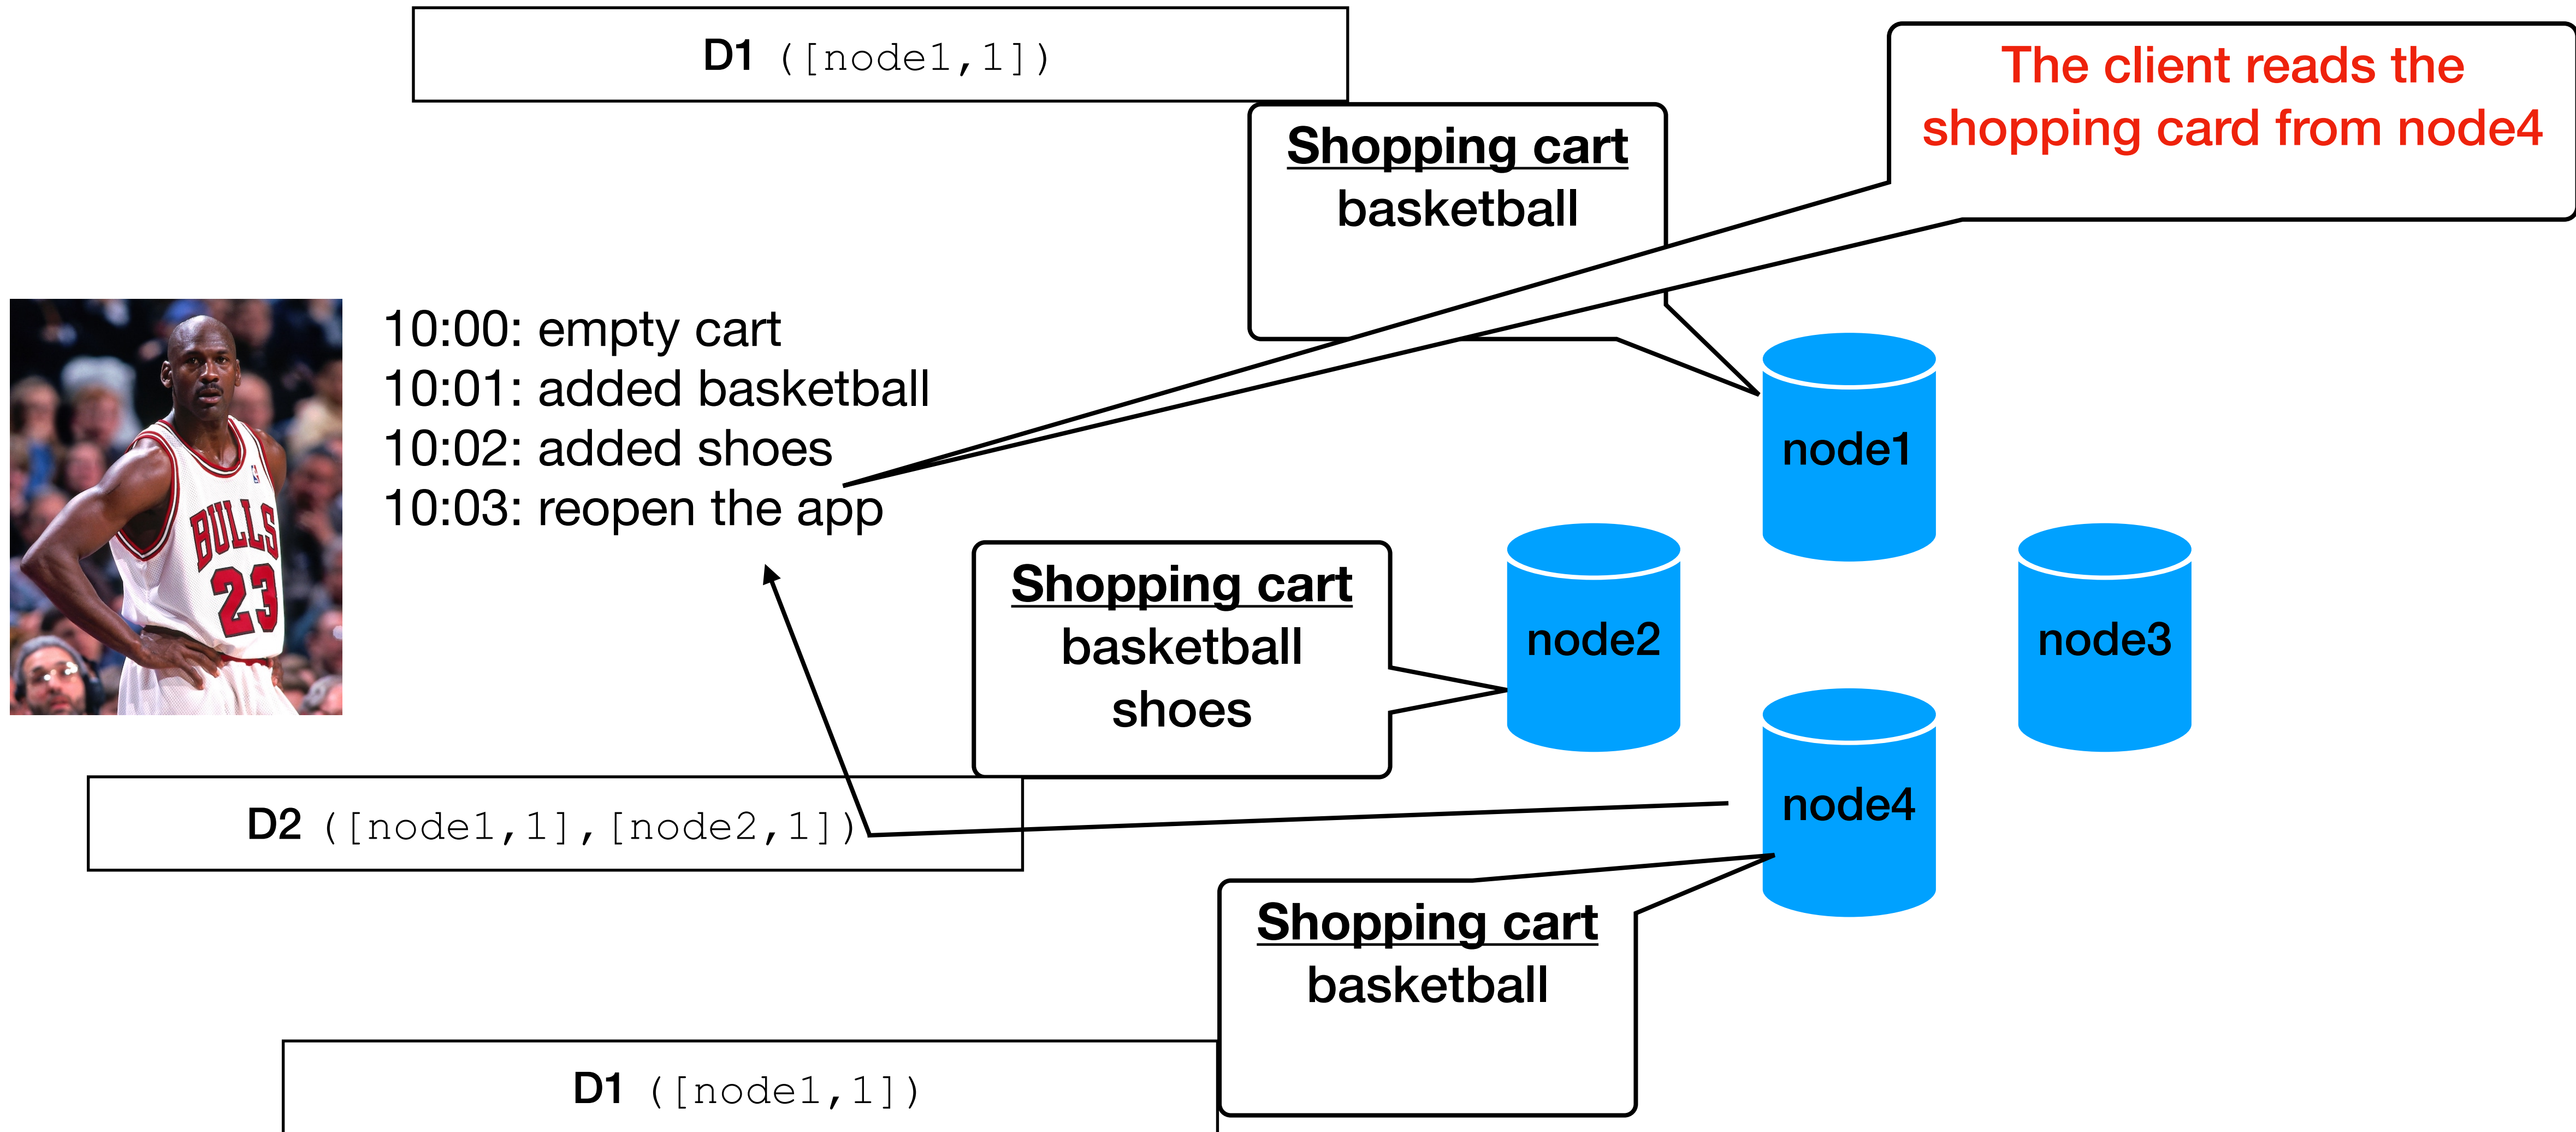 D1 ([node1,1])
The client reads the
shopping card from node4
Shopping cart
basketball
10:00: empty cart
10:01: added basketball
10:02: added shoes
10:03: reopen the app
BULLS
23
node1
Shopping cart
basketball
shoes
node2
node3
D2 ([node1,1],[node2,1])
node4
Shopping cart
basketball
D1 ([node1,1])